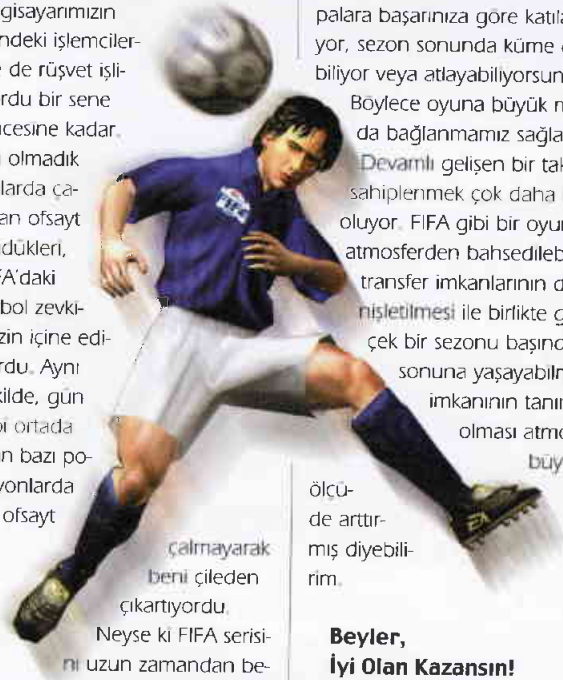 gisayarımızın
ndeki işlemciler-
e de rüşvet işli-
ordu bir sene
ncesine kadar.
i olmadık
larda ça-
an ofsayt
dükleri,
FA'daki
bol zevki-
zin içine edi-
rdu. Aynı
kilde, gün
bi ortada
n bazı po-
yonlarda
ofsayt
çalmayarak
beni çileden
çıkartıyordu.
Neyse ki FIFA serisi-
ni uzun zamandan be-
palara başarınıza göre katıla
yor, sezon sonunda küme
biliyor veya atlayabiliyorsun
Böylece oyuna büyük
da bağlanmamız sağla
Devamlı gelişen bir tak
sahiplenmek çok daha
oluyor. FIFA gibi bir oyun
atmosferden bahsedileb
transfer imkanlarının d
nişletilmesi ile birlikte g
çek bir sezonu başınd
sonuna yaşayabilm
imkanının tanın
olması atmo
büy
ölçü-
de arttır-
mış diyebili-
rim.
Beyler,
İyi Olan Kazansın!
FIFA
EA